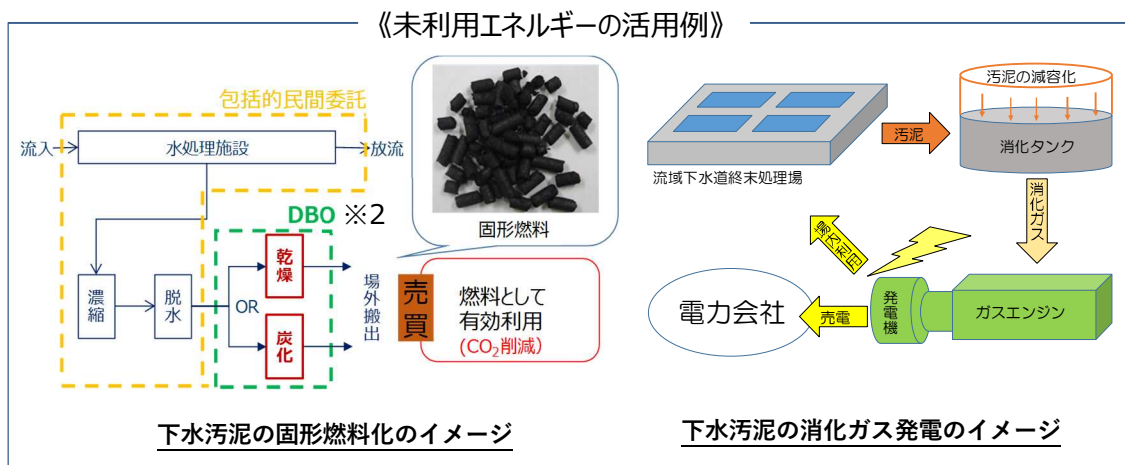 《未利用エネルギーの活用例》
包括的民間委託
流入
水処理施設
放流
DBO ※2
濃縮
脱水
OR
乾燥
炭化
場外搬出
固形燃料
売買
燃料として
有効利用
(CO₂削減)
下水汚泥の固形燃料化のイメージ
流域下水道終末処理場
汚泥
汚泥の減容化
消化タンク
消化ガス
場内利用
電力会社
売電
発電機
ガスエンジン
下水汚泥の消化ガス発電のイメージ